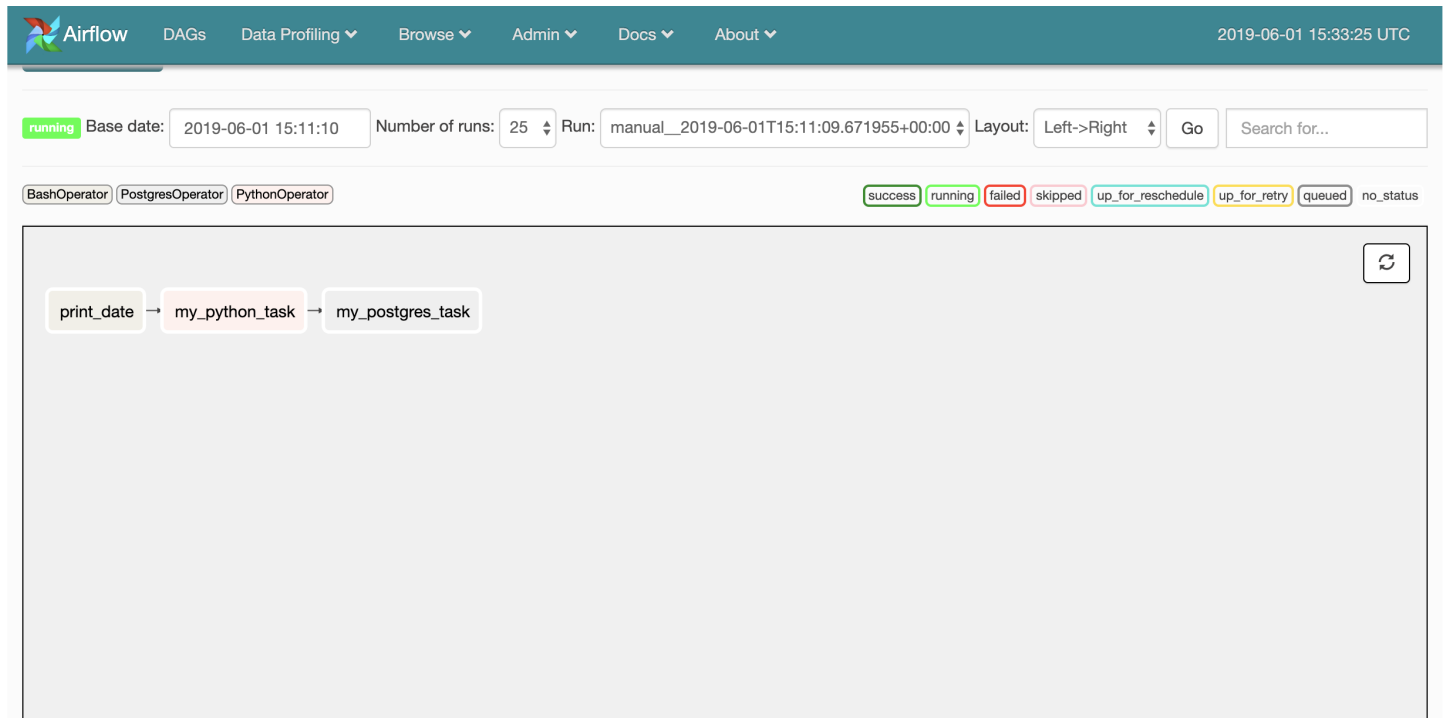 Airflow DAGs Data Profiling Browse Admin Docs About 2019-06-01 15:33:25 UTC
running Base date: 2019-06-01 15:11:10 Number of runs: 25 Run: manual__2019-06-01T15:11:09.671955+00:00 Layout: Left->Right Go Search for...
BashOperator PostgresOperator PythonOperator success running failed skipped up_for_reschedule up_for_retry queued no_status
print_date my_python_task my_postgres_task